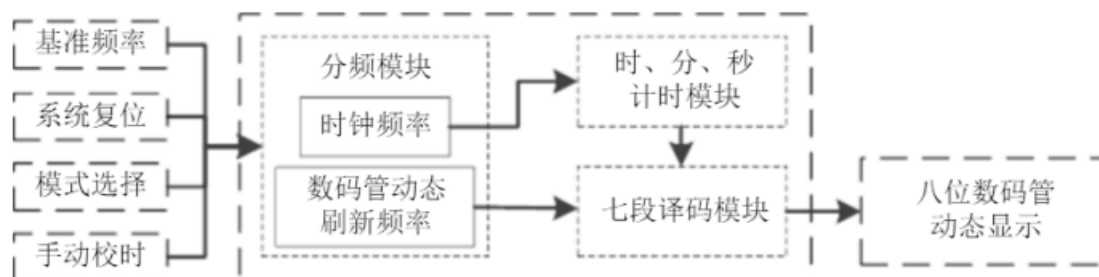 基准频率
系统复位
模式选择
手动校时
分频模块
时钟频率
数码管动态
刷新频率
时、分、秒
计时模块
七段译码模块
八位数码管
动态显示